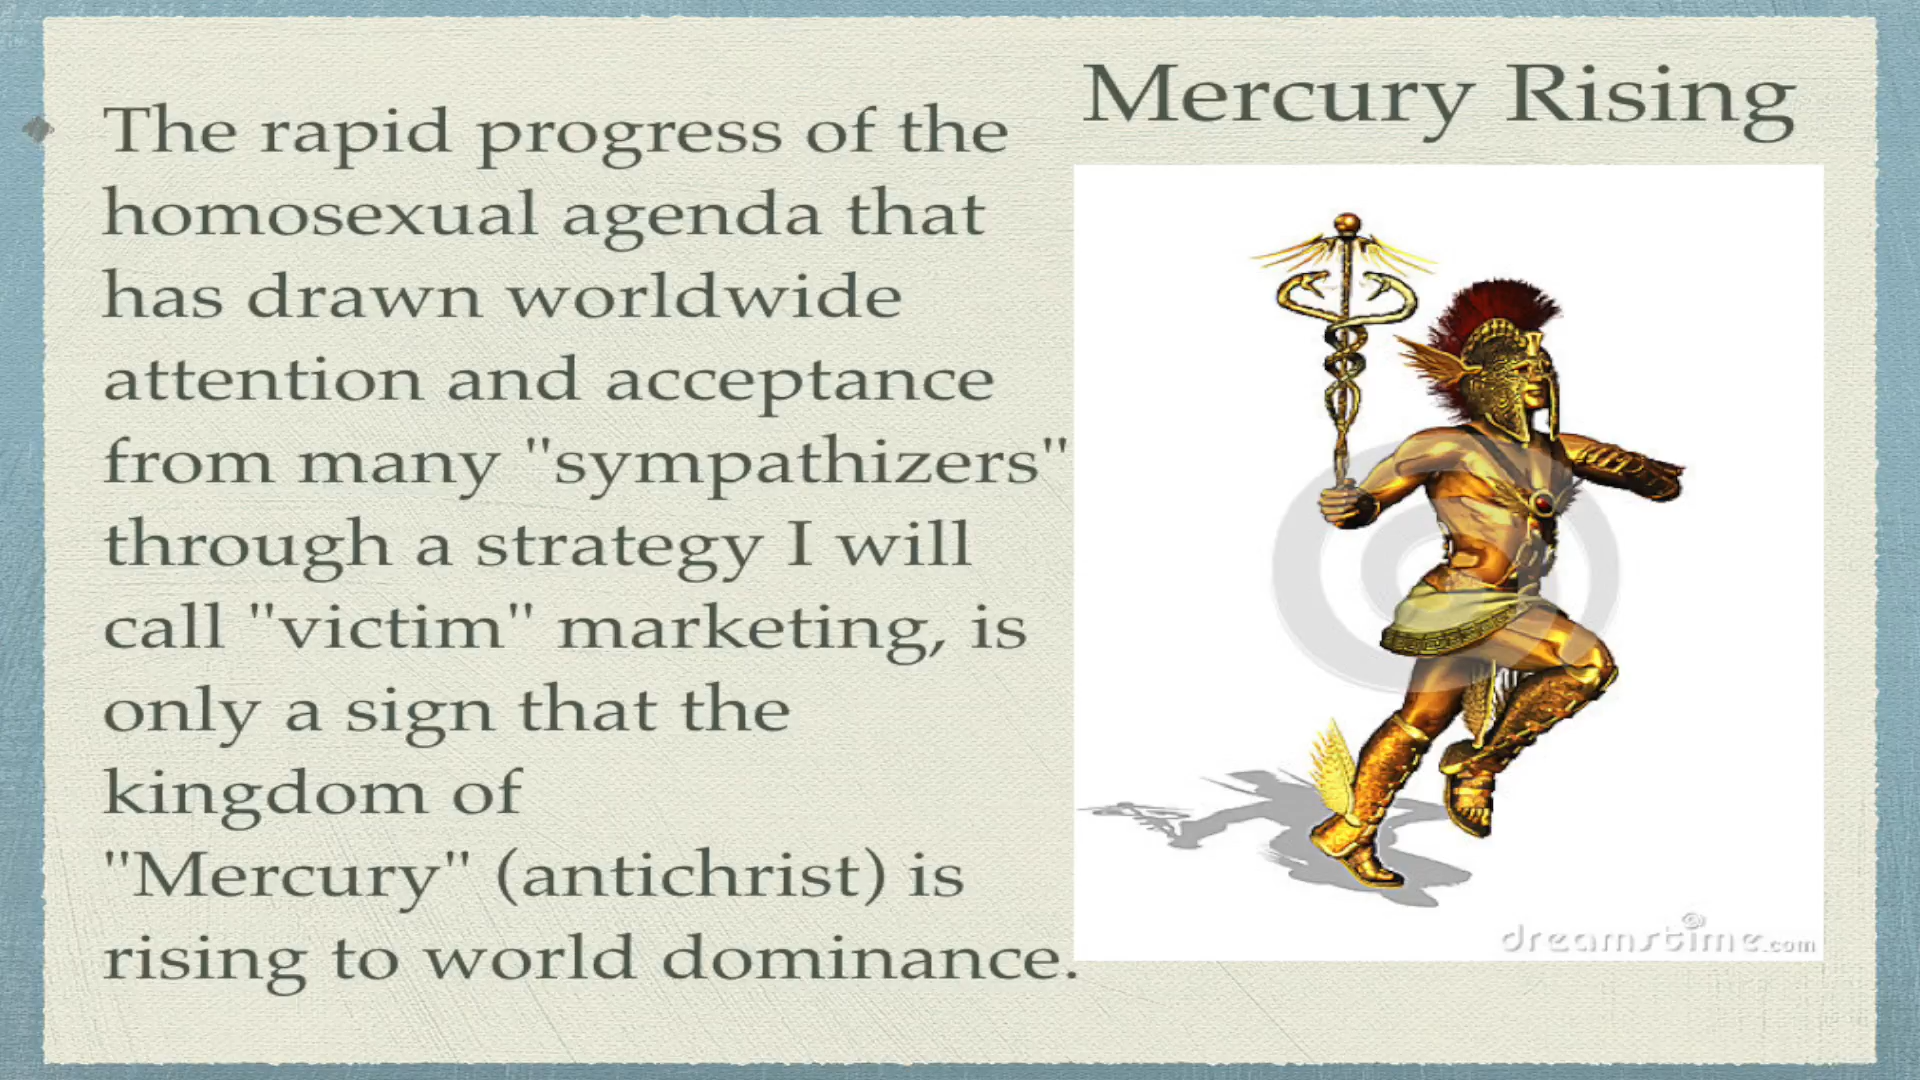 Mercury Rising
The rapid progress of the
homosexual agenda that
has drawn worldwide
attention and acceptance
from many "sympathizers"
through a strategy I will
call "victim" marketing, is
only a sign that the
kingdom of
"Mercury" (antichrist) is
rising to world dominance.
dreamstime.com